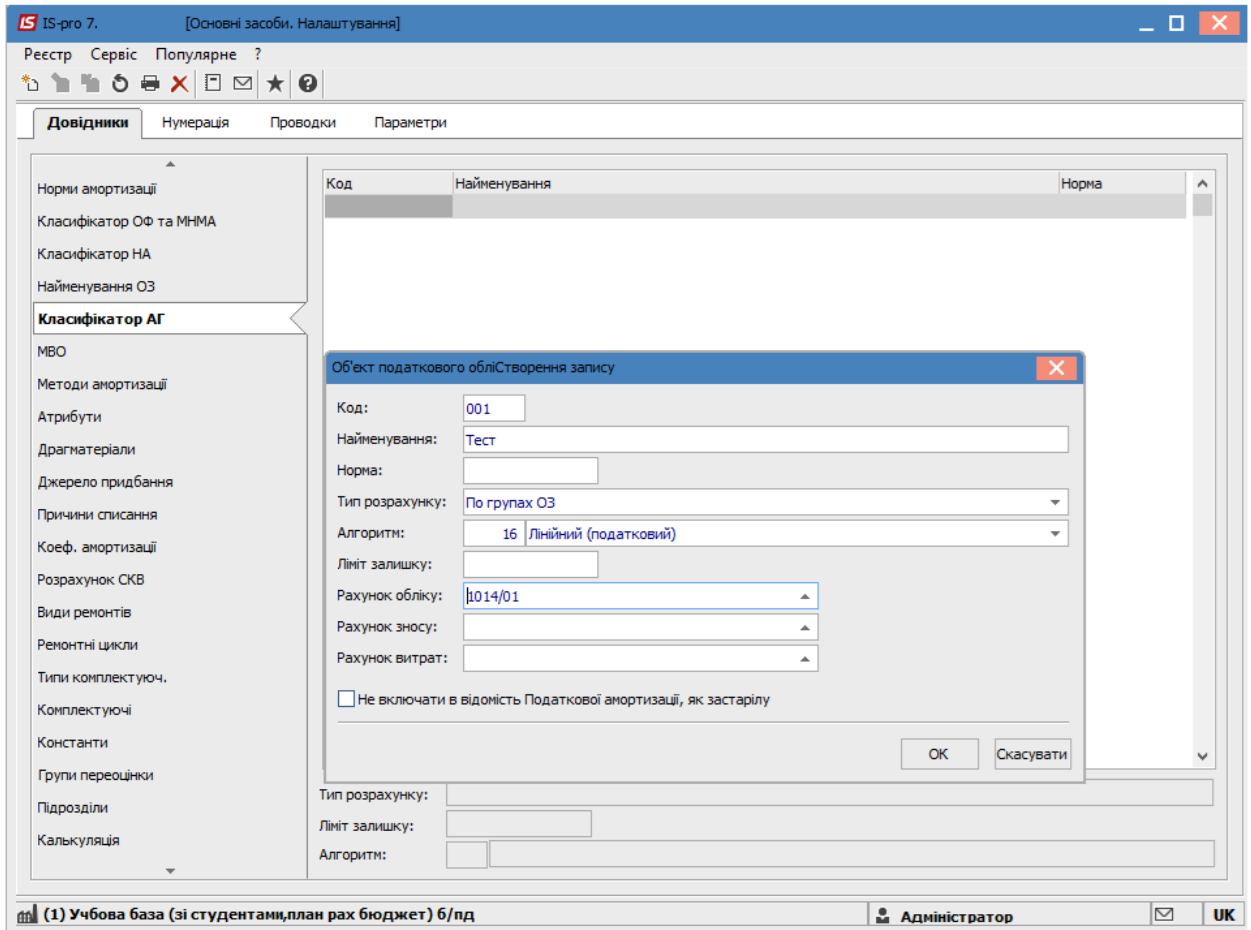 IS IS-pro 7. [Основні засоби. Налаштування]
Реєстр Сервіс Популярне ?
Довідники Нумерація Проводки Параметри
Норми амортизації
Класифікатор ОФ та МНМА
Класифікатор НА
Найменування ОЗ
Класифікатор АГ
МВО
Методи амортизації
Атрибути
Драгматеріали
Джерело придбання
Причини списання
Коеф. амортизації
Розрахунок СКВ
Види ремонтів
Ремонтні цикли
Типи комплектуюч.
Комплектуючі
Константи
Групи переоцінки
Підрозділи
Калькуляція
Код Найменування Норма
Об'єкт податкового обліСтворення запису
Код: 001
Найменування: Тест
Норма:
Тип розрахунку: По групах ОЗ
Алгоритм: 16 Лінійний (податковий)
Ліміт залишку:
Рахунок обліку: 1014/01
Рахунок зносу:
Рахунок витрат:
Не включати в відомість Податкової амортизації, як застарілу
ОК Скасувати
Тип розрахунку:
Ліміт залишку:
Алгоритм:
(1) Учбова база (зі студентами,план рах бюджет) б/пд Адміністратор UK